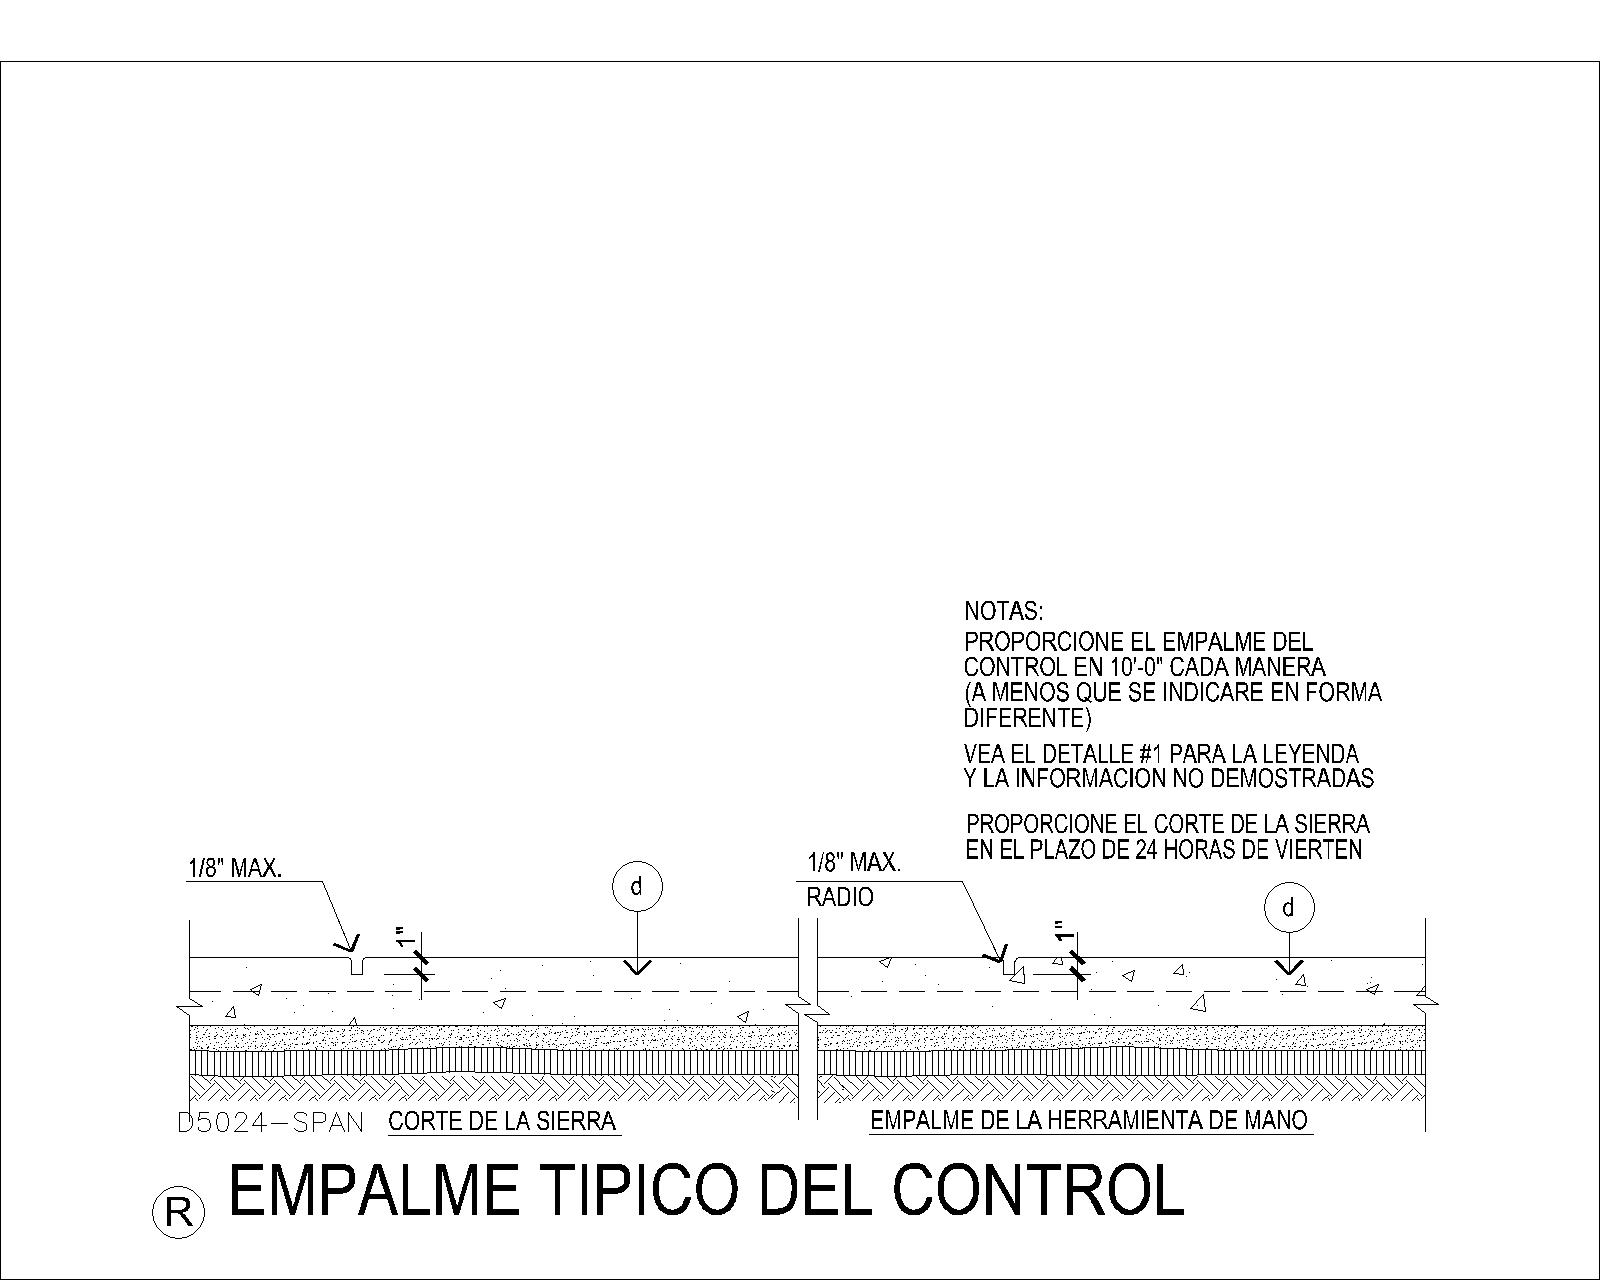 NOTAS:
PROPORCIONE EL EMPALME DEL
CONTROL EN 10'-0" CADA MANERA
(A MENOS QUE SE INDICARE EN FORMA
DIFERENTE)
VEA EL DETALLE #1 PARA LA LEYENDA
Y LA INFORMACION NO DEMOSTRADAS
PROPORCIONE EL CORTE DE LA SIERRA
EN EL PLAZO DE 24 HORAS DE VIERTEN
1/8" MAX.
1"
d
1/8" MAX.
RADIO
1"
d
D5024-SPAN
CORTE DE LA SIERRA
EMPALME DE LA HERRAMIENTA DE MANO
R
EMPALME TIPICO DEL CONTROL